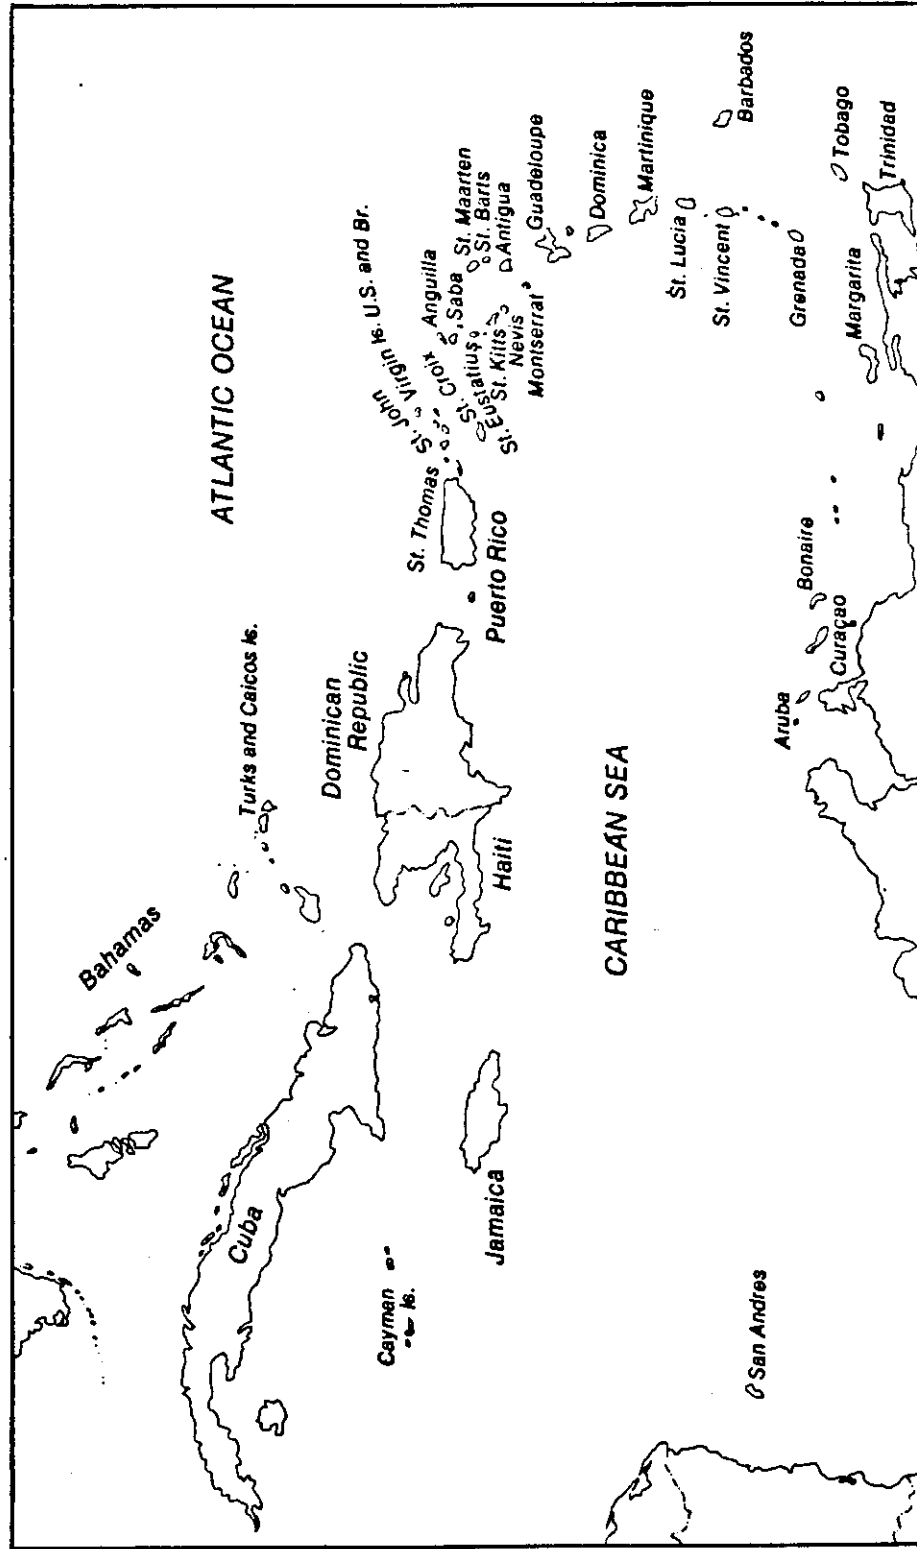 ATLANTIC OCEAN
Bahamas
Turks and Caicos Is.
Cuba
Cayman
Is.
Jamaica
Haiti
Dominican
Republic
Puerto Rico
St. Thomas
St. John
Virgin Is. U.S. and Br.
St. Croix
Anguilla
Saba
St. Maarten
St. Barts
St. Eustatius
St. Kitts
Nevis
Antigua
Montserrat
Guadeloupe
Dominica
Martinique
St. Lucia
St. Vincent
Barbados
Grenada
Tobago
Trinidad
Margarita
CARIBBEAN SEA
Bonaire
Curaçao
Aruba
San Andres